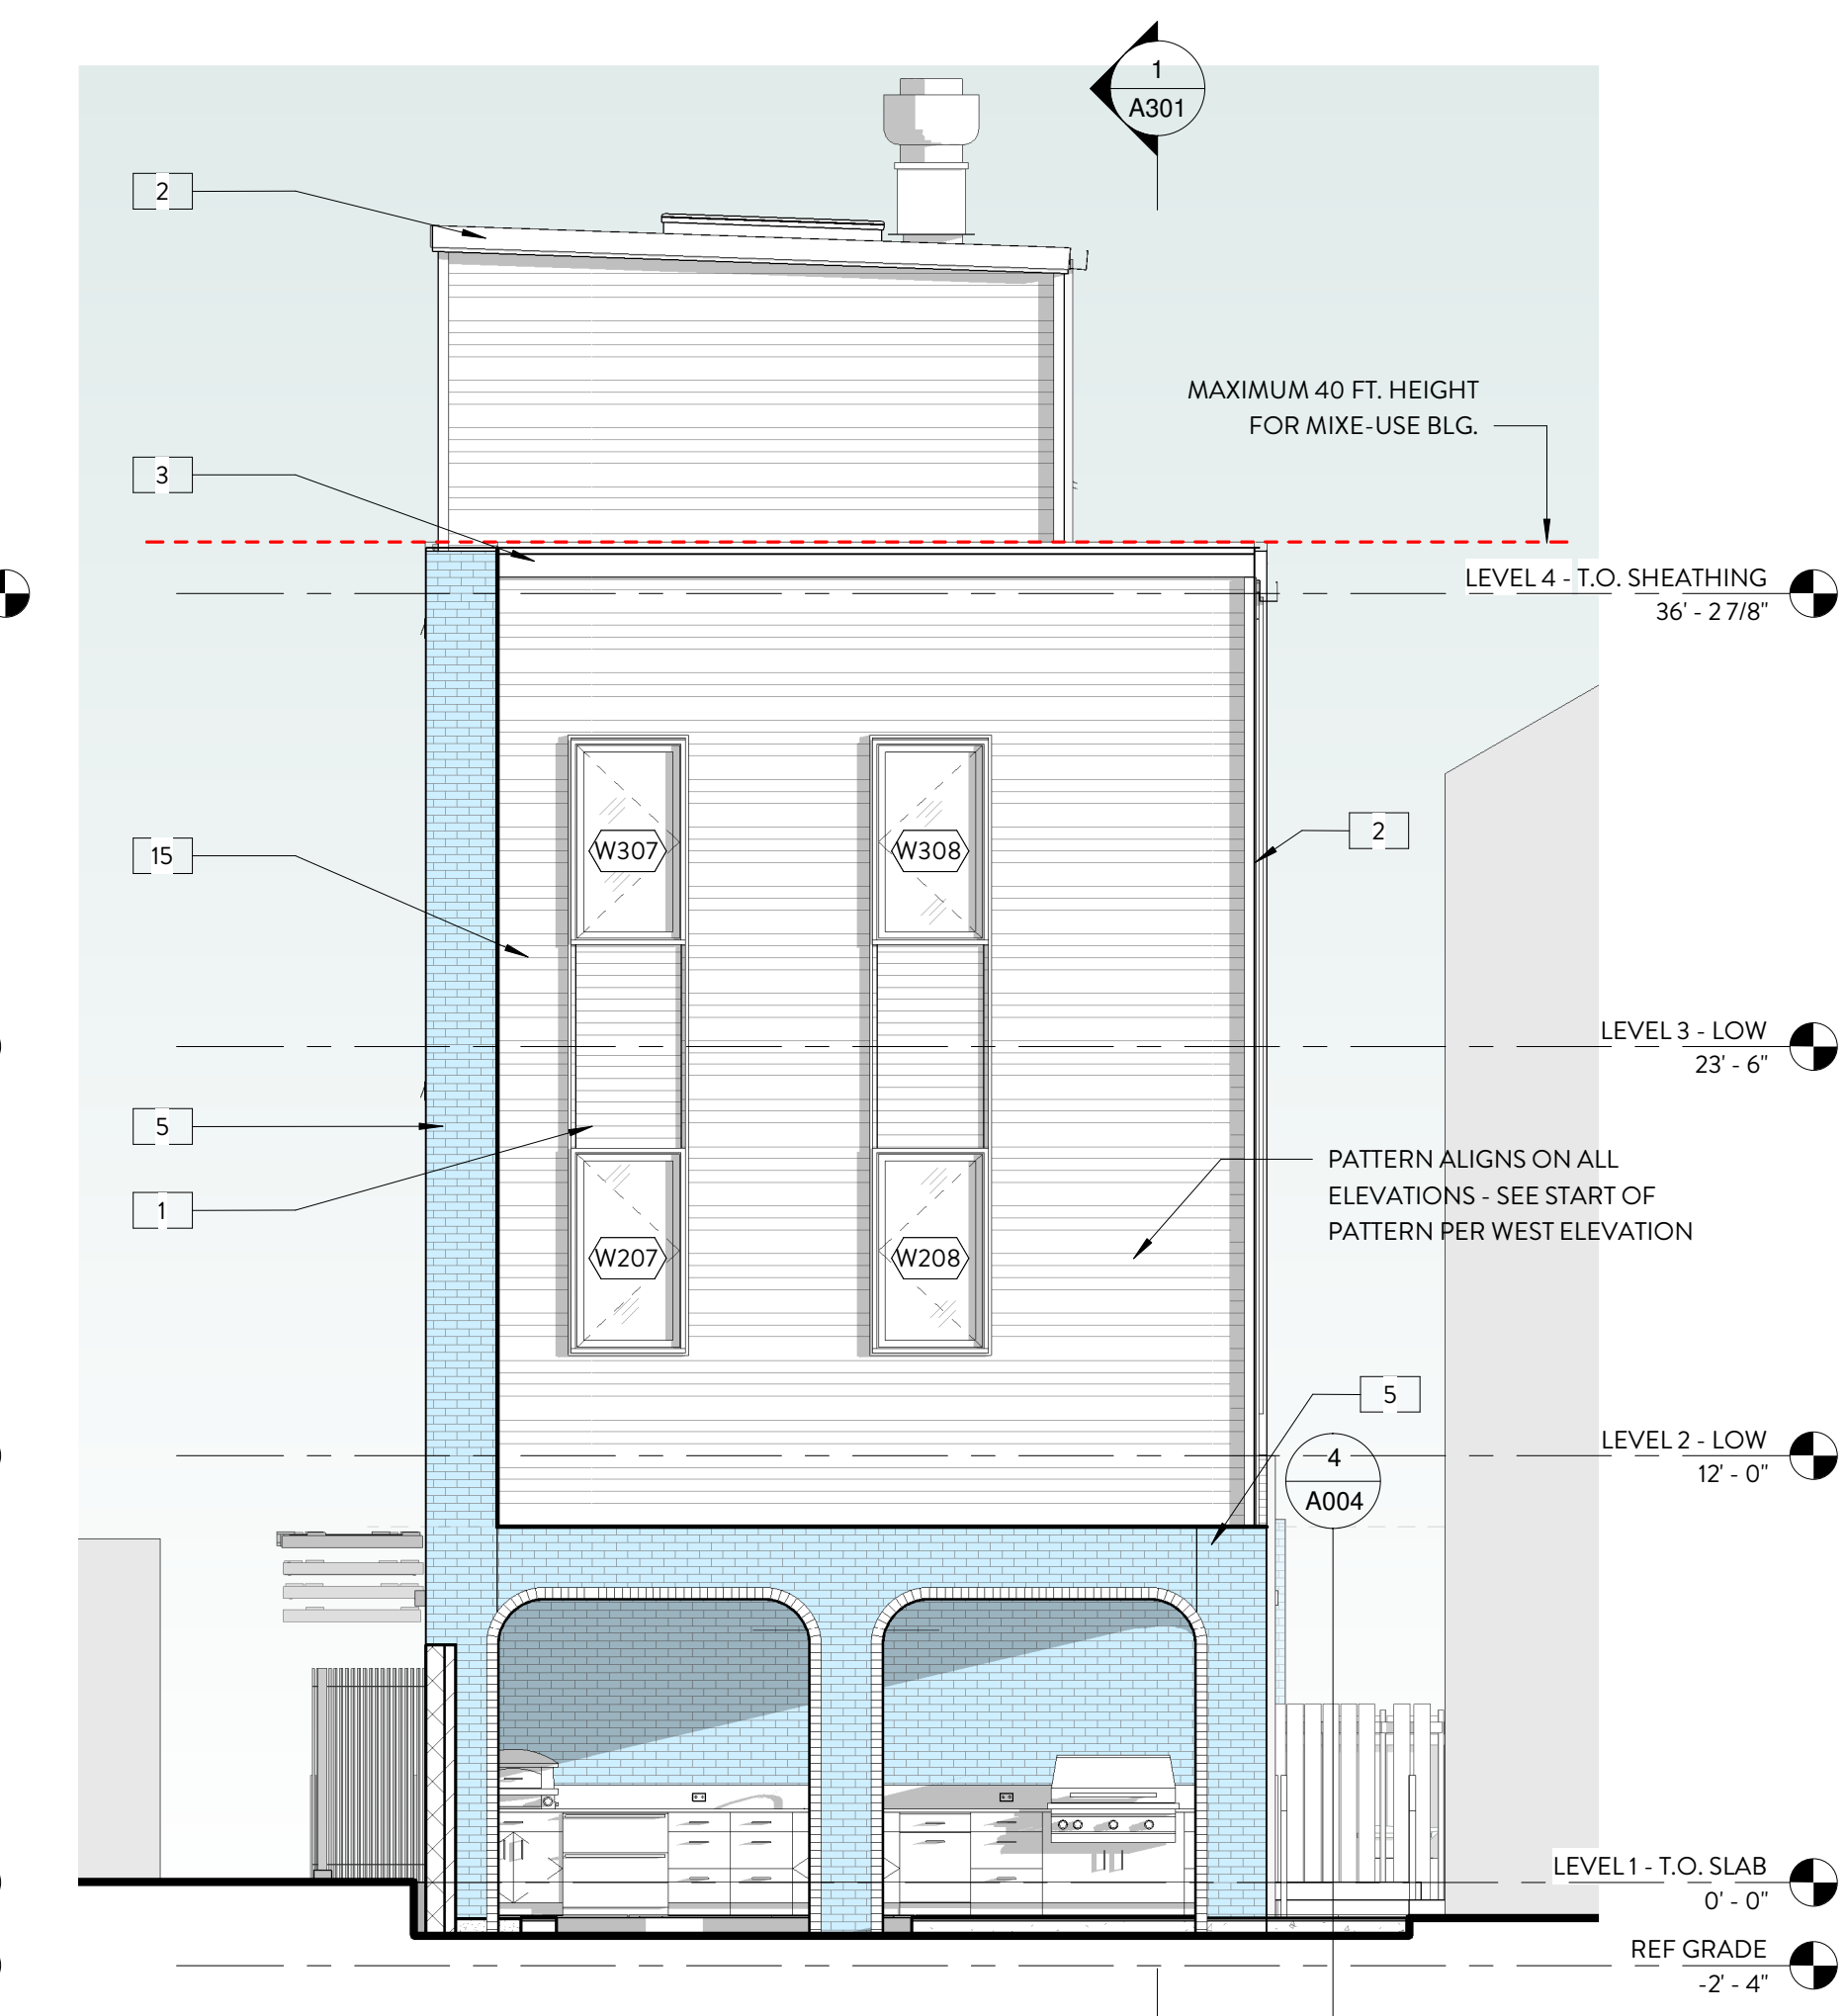 1
A301
2
MAXIMUM 40 FT. HEIGHT
FOR MIXE-USE BLG.
3
LEVEL 4 - T.O. SHEATHING
36' - 2 7/8"
2
W307
W308
15
LEVEL 3 - LOW
23' - 6"
5
PATTERN ALIGNS ON ALL
ELEVATIONS - SEE START OF
PATTERN PER WEST ELEVATION
1
W207
W208
5
LEVEL 2 - LOW
12' - 0"
4
A004
LEVEL 1 - T.O. SLAB
0' - 0"
REF GRADE
-2' - 4"